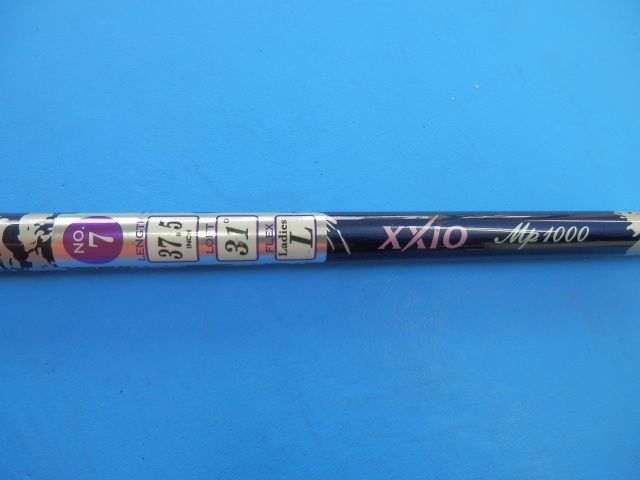 NO.
7
LENGTH
37.5
INCH
LOFT
31°
FLEX
Ladies
L
XXIO Mp1000